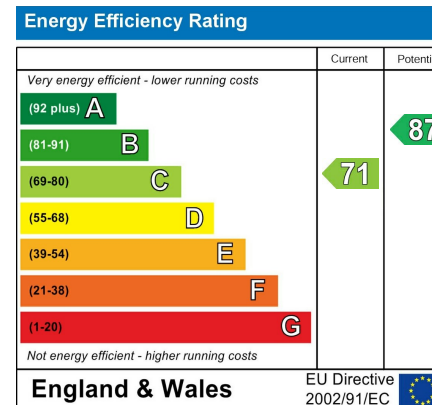 Energy Efficiency Rating
Current Potenti
Very energy efficient - lower running costs
(92 plus) A
(81-91) B
87
(69-80) C
71
(55-68) D
(39-54) E
(21-38) F
(1-20) G
Not energy efficient - higher running costs
England & Wales
EU Directive
2002/91/EC